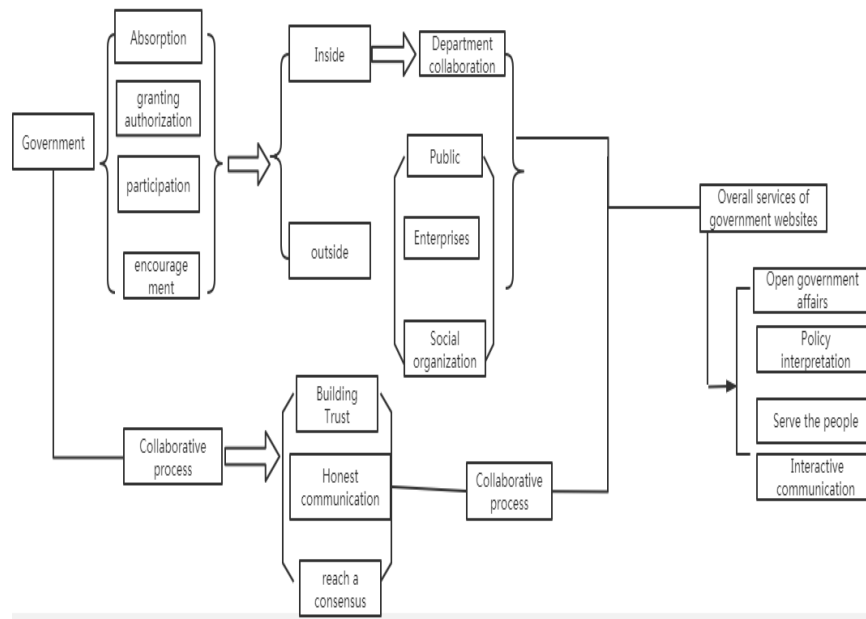 Government
Absorption
granting
authorization
participation
encourage
ment
Inside
outside
Department
collaboration
Public
Enterprises
Social
organization
Collaborative
process
Building
Trust
Honest
communication
reach a
consensus
Collaborative
process
Overall services of
government websites
Open government
affairs
Policy
interpretation
Serve the people
Interactive
communication